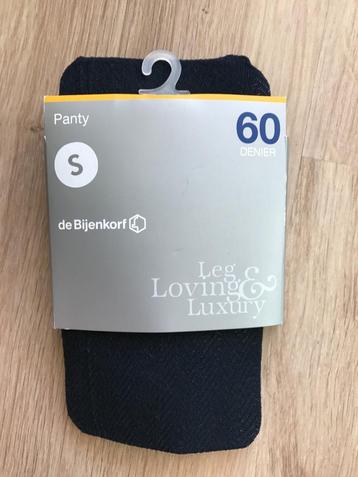 Panty
60
DENIER
S
de Bijenkorf
Leg
Loving &
Luxury